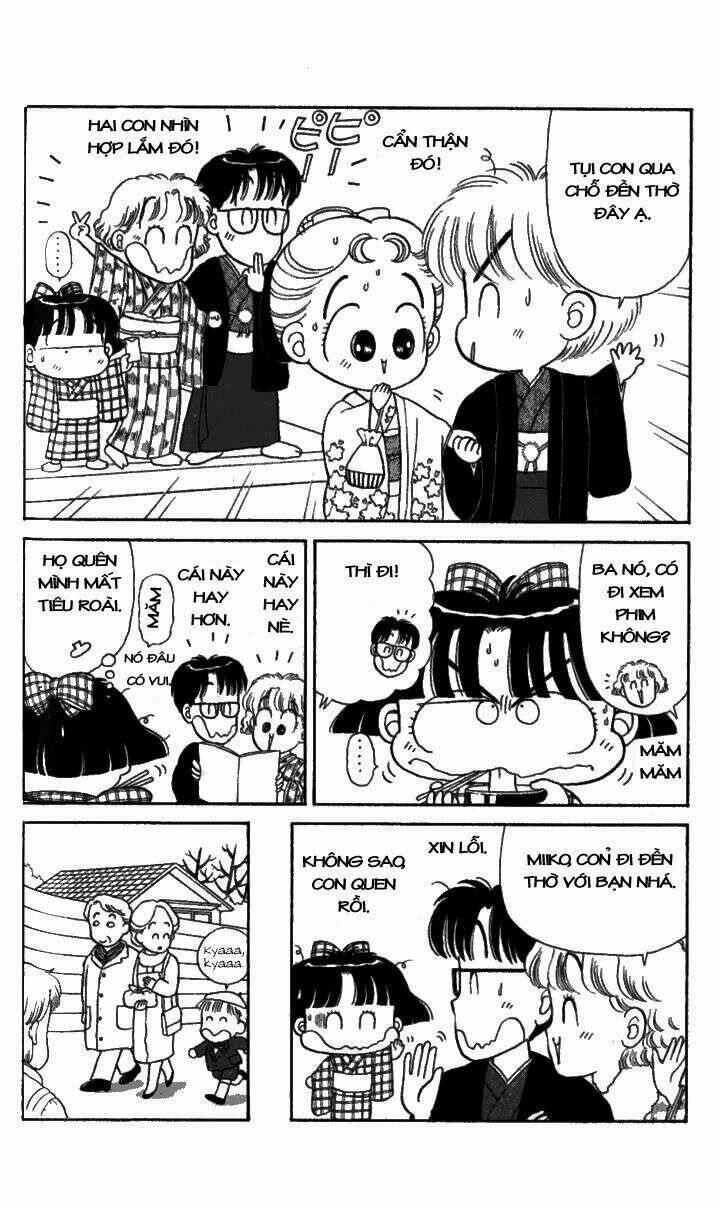 TỤI CON QUA
CHỖ ĐỀN THỜ
ĐÂY Ạ.
CẨN THẬN
ĐÓ!
ピピ
HAI CON NHÌN
HỢP LẮM ĐÓ!
......
BA NÓ, CÓ
ĐI XEM
PHIM
KHÔNG?
THÌ ĐI!
MĂM
MĂM
......
CÁI
NÀY
HAY
NÈ.
CÁI NÀY
HAY
HƠN.
MĂM
NÓ ĐÂU
CÓ VUI.
HỌ QUÊN
MÌNH MẤT
TIÊU ROÀI.
MIIKO, CON ĐI ĐỀN
THỜ VỚI BẠN NHÁ.
XIN LỖI.
KHÔNG SAO,
CON QUEN
RỒI.
Kyaaa,
kyaaa.